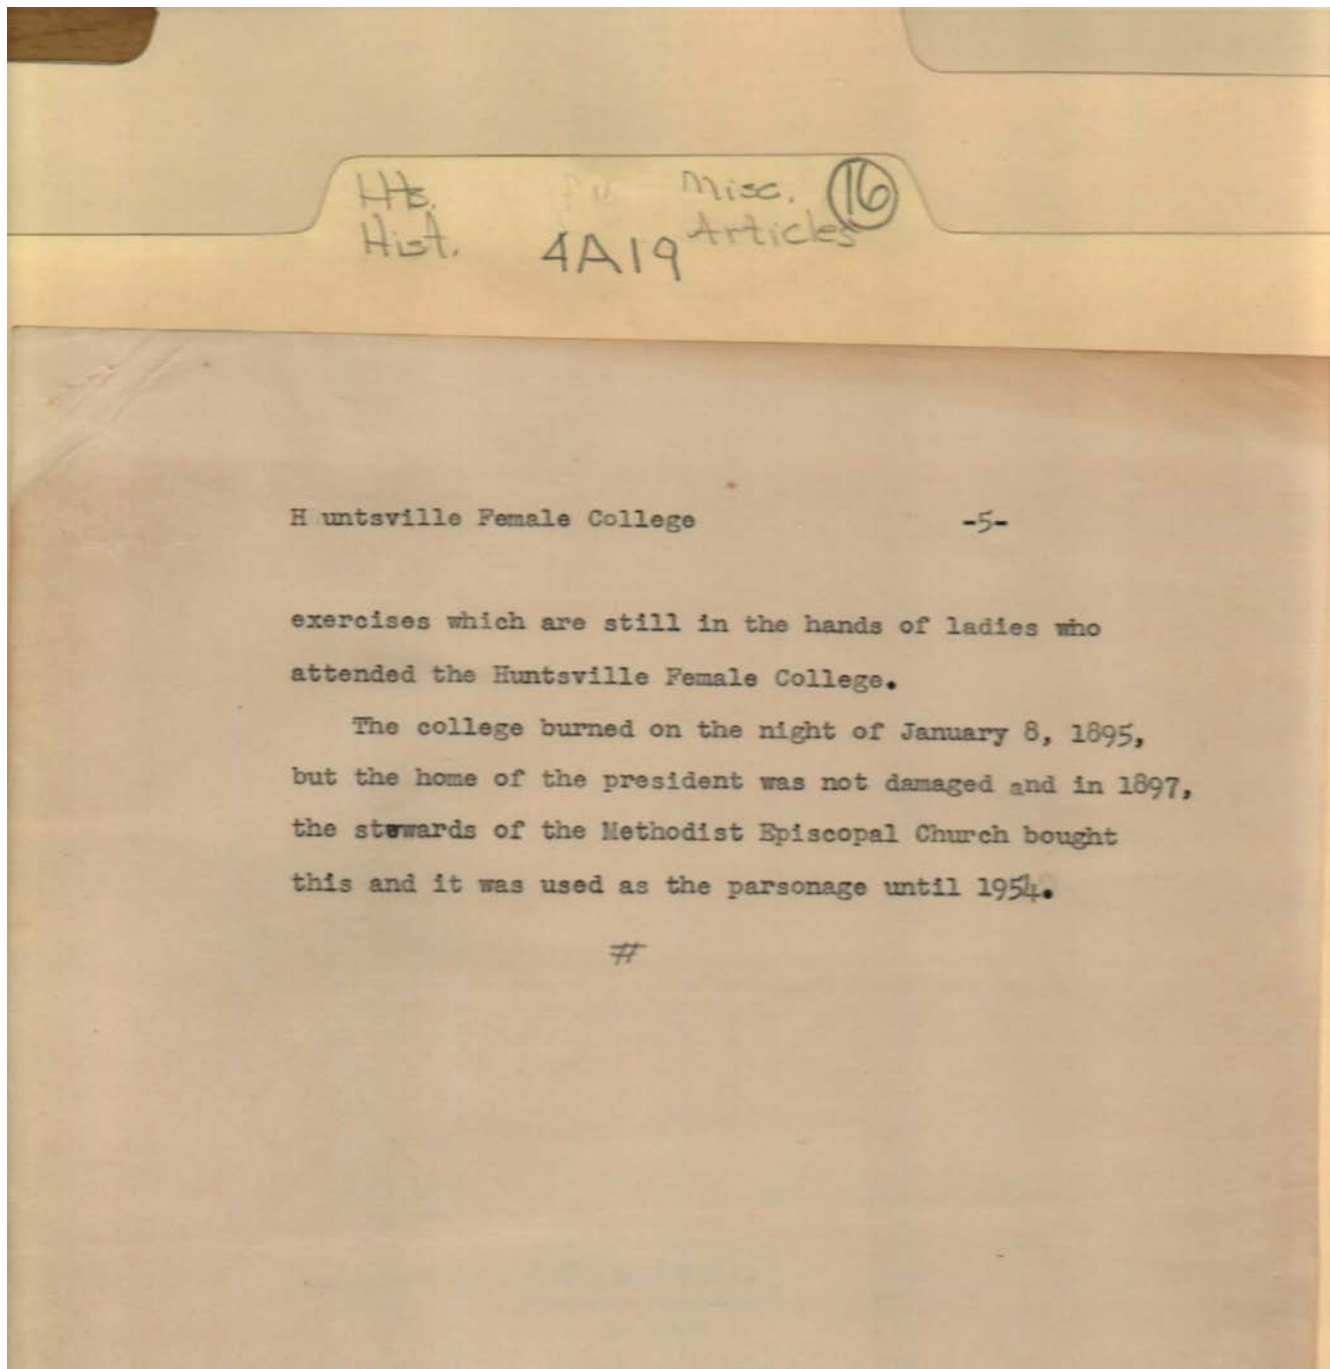 Hts. Misc. 16
Hist. 4A19 Articles
H untsville Female College -5-
exercises which are still in the hands of ladies who
attended the Huntsville Female College.
The college burned on the night of January 8, 1895,
but the home of the president was not damaged and in 1897,
the stewards of the Methodist Episcopal Church bought
this and it was used as the parsonage until 1954.
#